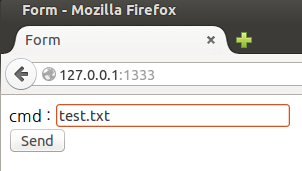 Form - Mozilla Firefox
Form
127.0.0.1:1333
cmd : test.txt
Send